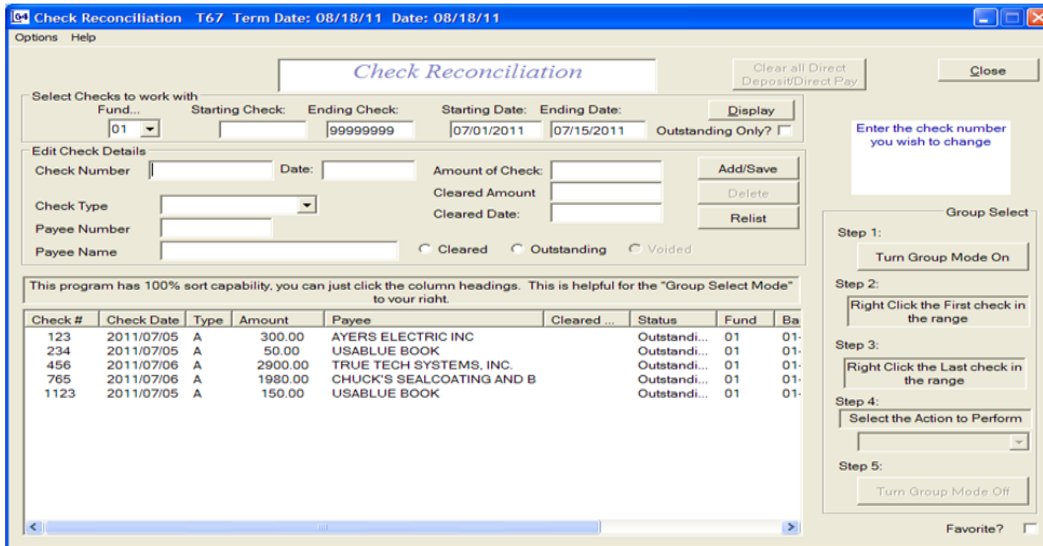 G4 Check Reconciliation T67 Term Date: 08/18/11 Date: 08/18/11
Options Help
Check Reconciliation
Clear all Direct
Deposit/Direct Pay
Close
Select Checks to work with
Fund... Starting Check: Ending Check: Starting Date: Ending Date: Display
01 99999999 07/01/2011 07/15/2011 Outstanding Only?
Enter the check number
you wish to change
Edit Check Details
Check Number Date: Amount of Check: Add/Save
Cleared Amount Delete
Check Type Cleared Date: Relist
Payee Number
Payee Name Cleared Outstanding Voided
This program has 100% sort capability, you can just click the column headings. This is helpful for the "Group Select Mode"
to your right.
Check # Check Date Type Amount Payee Cleared ... Status Fund Ba
123 2011/07/05 A 300.00 AYERS ELECTRIC INC Outstandi... 01 01-
234 2011/07/05 A 50.00 USABLUE BOOK Outstandi... 01 01-
456 2011/07/06 A 2900.00 TRUE TECH SYSTEMS, INC. Outstandi... 01 01-
765 2011/07/06 A 1980.00 CHUCK'S SEALCOATING AND B Outstandi... 01 01-
1123 2011/07/05 A 150.00 USABLUE BOOK Outstandi... 01 01-
Group Select
Step 1:
Turn Group Mode On
Step 2:
Right Click the First check in
the range
Step 3:
Right Click the Last check in
the range
Step 4:
Select the Action to Perform
Step 5:
Turn Group Mode Off
Favorite?